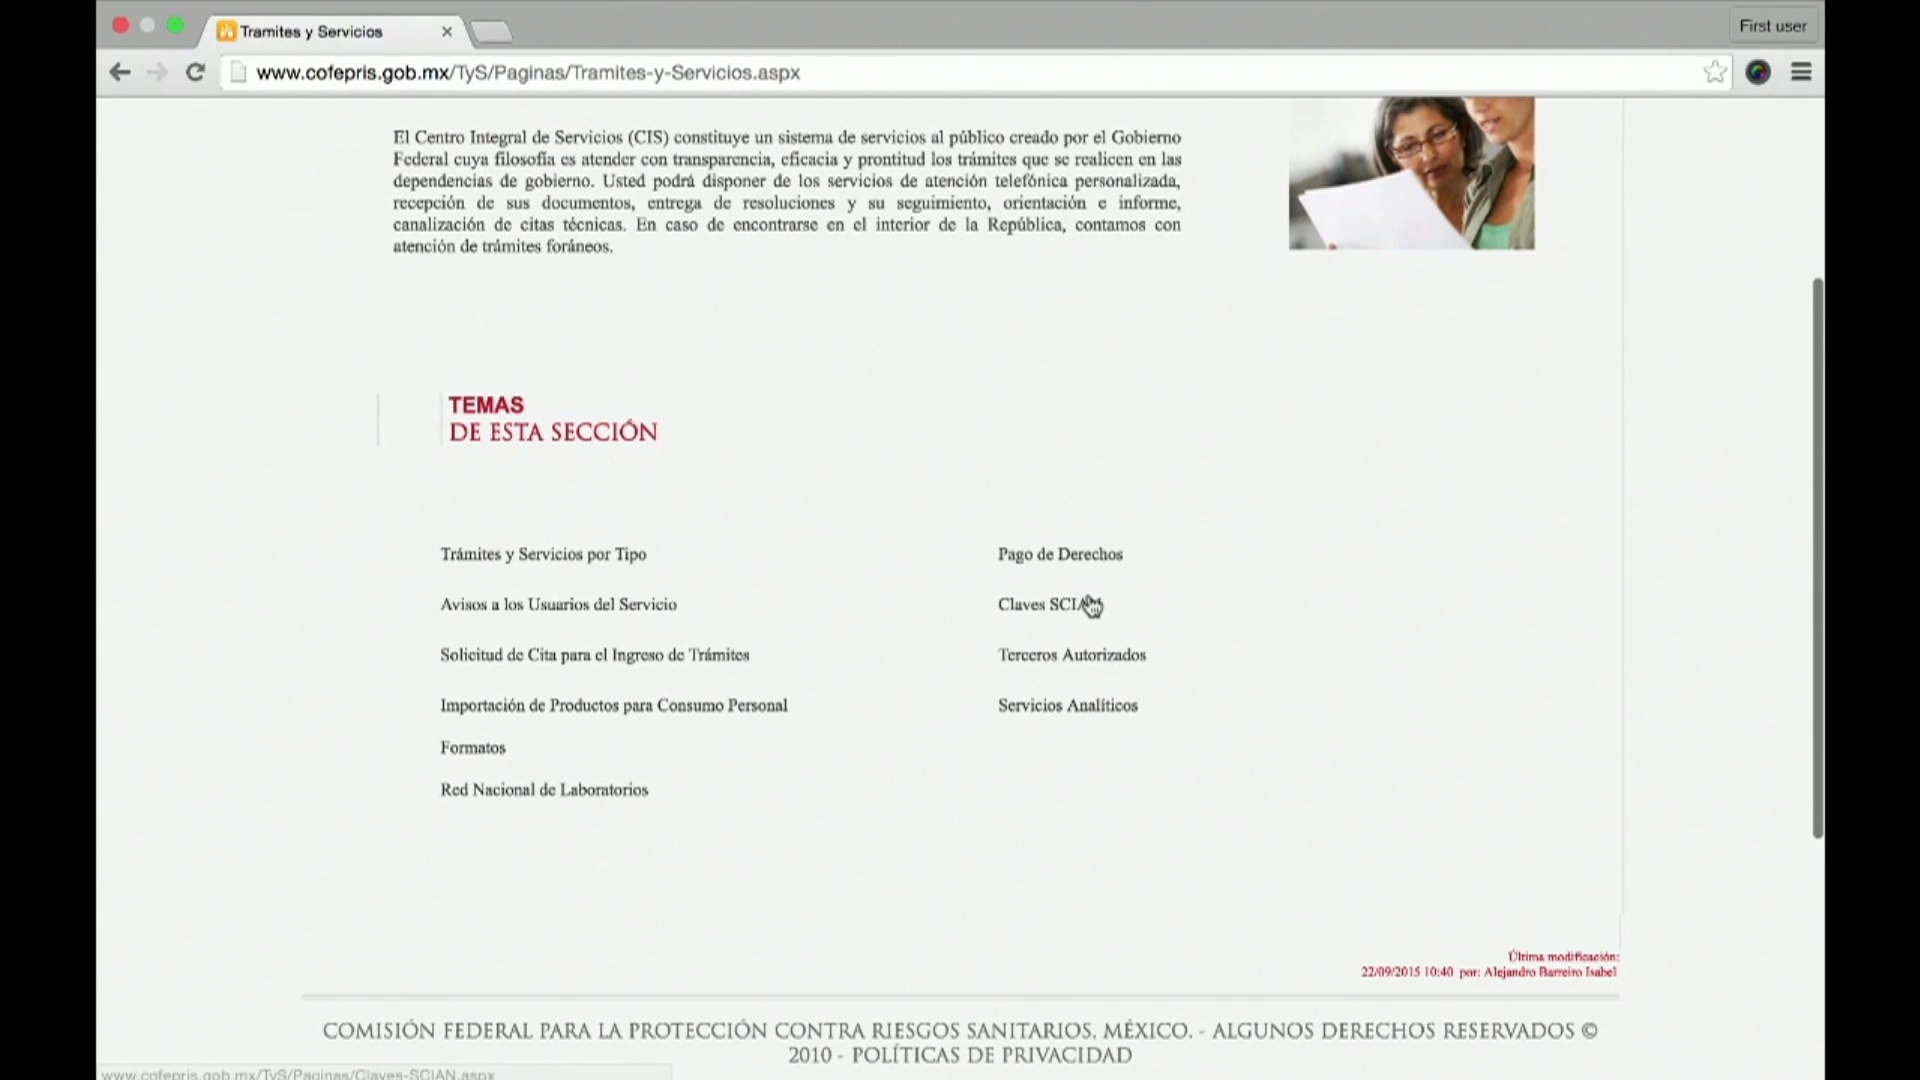 Tramites y Servicios
First user
www.cofepris.gob.mx/TyS/Paginas/Tramites-y-Servicios.aspx
El Centro Integral de Servicios (CIS) constituye un sistema de servicios al público creado por el Gobierno
Federal cuya filosofía es atender con transparencia, eficacia y prontitud los trámites que se realicen en las
dependencias de gobierno. Usted podrá disponer de los servicios de atención telefónica personalizada,
recepción de sus documentos, entrega de resoluciones y su seguimiento, orientación e informe,
canalización de citas técnicas. En caso de encontrarse en el interior de la República, contamos con
atención de trámites foráneos.
TEMAS
DE ESTA SECCIÓN
Trámites y Servicios por Tipo
Avisos a los Usuarios del Servicio
Solicitud de Cita para el Ingreso de Trámites
Importación de Productos para Consumo Personal
Formatos
Red Nacional de Laboratorios
Pago de Derechos
Claves SCIAN
Terceros Autorizados
Servicios Analíticos
Última modificación:
22/09/2015 10:40 por: Alejandro Barreiro Isabel
COMISIÓN FEDERAL PARA LA PROTECCIÓN CONTRA RIESGOS SANITARIOS, MÉXICO. - ALGUNOS DERECHOS RESERVADOS ©
2010 - POLÍTICAS DE PRIVACIDAD
www.cofepris.gob.mx/TyS/Paginas/Claves-SCIAN.aspx